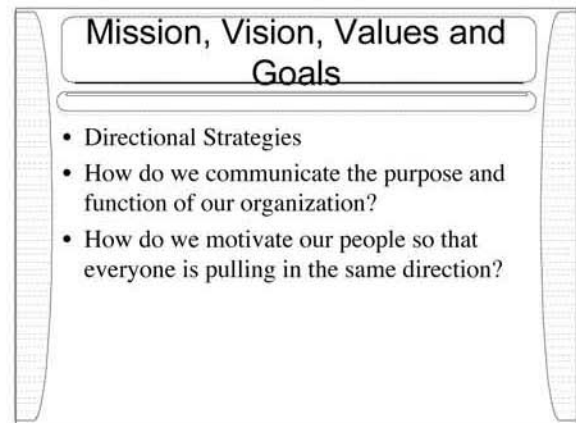 Mission, Vision, Values and
Goals
• Directional Strategies
• How do we communicate the purpose and
function of our organization?
• How do we motivate our people so that
everyone is pulling in the same direction?